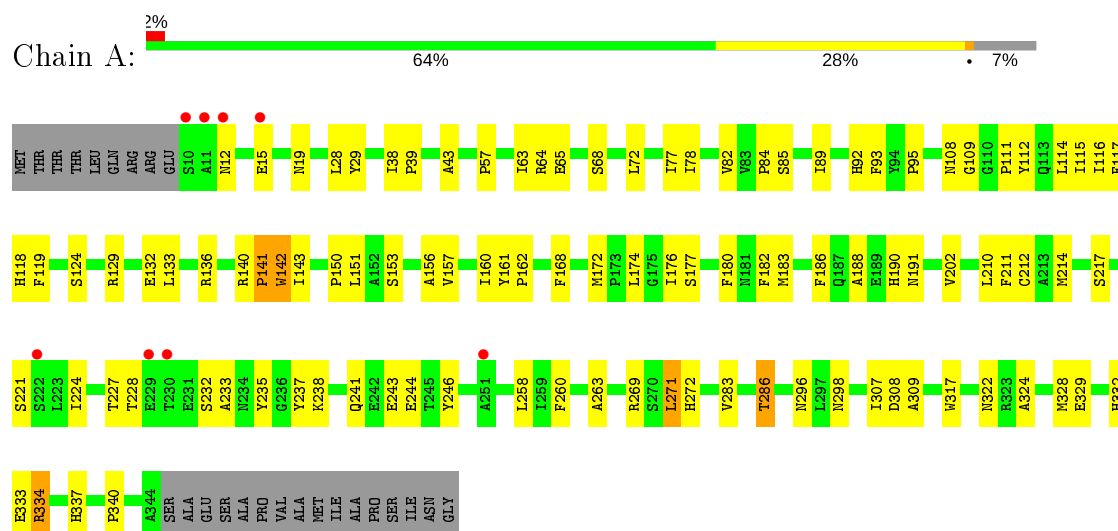 2%
Chain A:
64% 28% • 7%
MET THR THR THR LEU GLN ARG ARG GLU S10 A11 N12 E15 N19 L28 Y29 I38 P39 A43 P57 I63 R64 E65 S68 L72 I77 I78 V82 V83 P84 S85 I89 H92 F93 Y94 P95 N108 G109 G110 P111 Y112 Q113 L114 I115 I116 F117
H118 F119 S124 R129 E132 L133 R136 R140 P141 W142 I143 P150 L151 A152 S153 A156 V157 I160 Y161 P162 F168 M172 P173 L174 G175 I176 S177 F180 N181 F182 M183 F186 Q187 A188 E189 H190 N191 V202 L210 F211 C212 A213 M214 S217
S221 S222 L223 I224 T227 T228 E229 T230 E231 S232 A233 N234 Y235 G236 Y237 K238 Q241 E242 E243 E244 T245 Y246 A251 L258 I259 F260 A263 R269 S270 L271 H272 V283 T286 N296 L297 N298 I307 D308 A309 W317 N322 R323 A324 M328 E329 H332
E333 R334 H337 P340 A344 SER ALA GLU SER ALA PRO VAL ALA MET ILE ALA PRO SER ILE ASN GLY